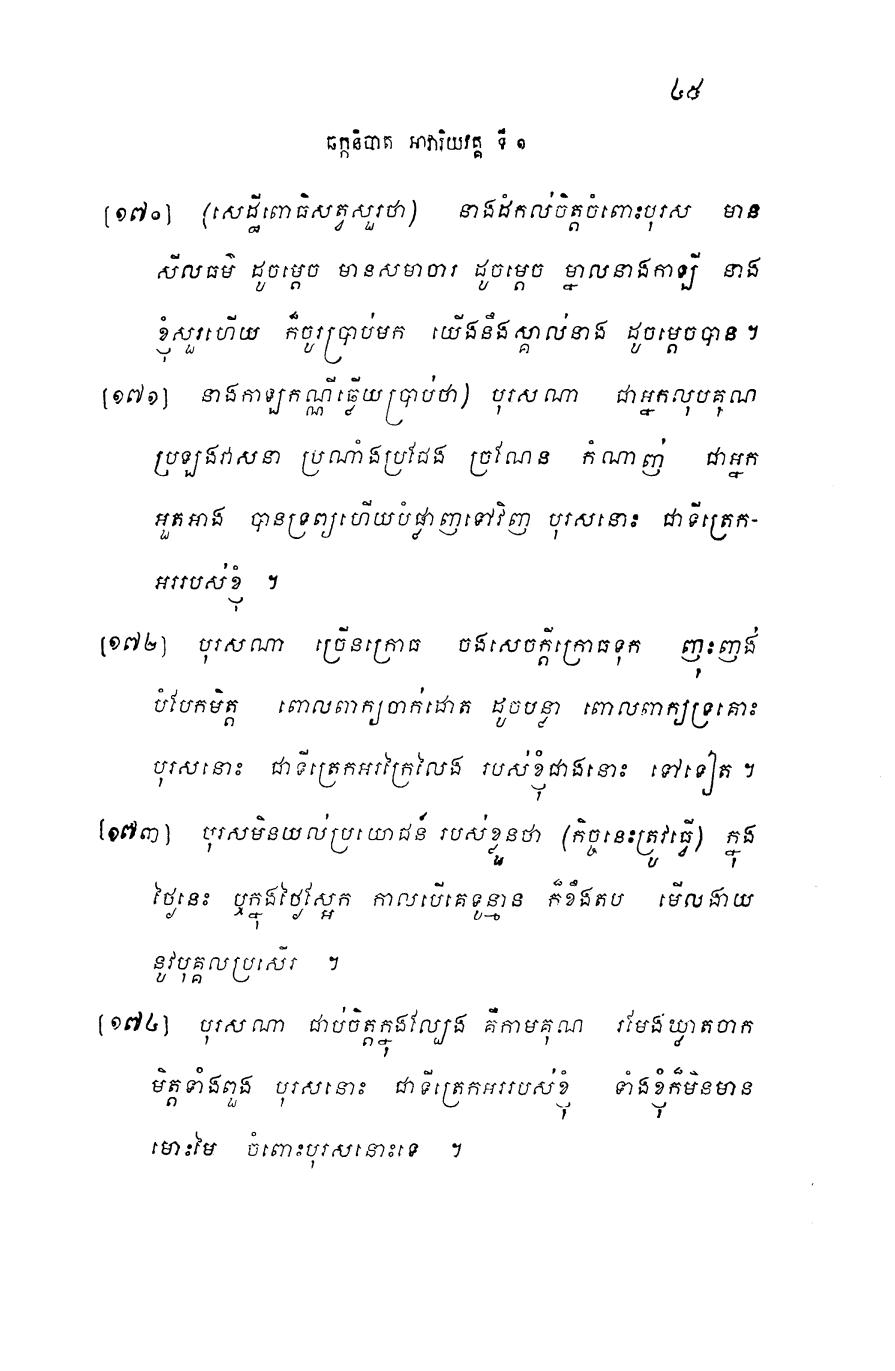 ៤៥
ឆក្កនិបាត អាវារិយវគ្គ ទី ១
[១៧០] (សេដ្ឋីពោធិសត្វសួរថា) នាងដំកល់ចិត្តចំពោះបុរស មាន
សីលធម៌ ដូចម្តេច មានសមាចារ ដូចម្តេច ម្នាលនាងកាឡី នាង
ខ្ញុំសួរហើយ ក៏ចូរប្រាប់មក យើងនឹងស្គាល់នាង ដូចម្តេចបាន ។
[១៧១] នាងកាឡកណ្ណីឆ្លើយប្រាប់ថា) បុរសណា ជាអ្នកលុបគុណ
ប្រឡងវាសនា ប្រណាំងប្រជែង ច្រណែន កំណាញ់ ជាអ្នក
អួតអាង បានទ្រព្យហើយបំផ្លាញទៅវិញ បុរសនោះ ជាទីត្រេក-
អររបស់ខ្ញុំ ។
[១៧២] បុរសណា ច្រើនក្រោធ ចងសេចក្តីក្រោធទុក ញុះញង់
បំបែកមិត្ត ពោលពាក្យចាក់ដោត ដូចបន្លា ពោលពាក្យទ្រគោះ
បុរសនោះ ជាទីត្រេកអរក្រៃលែង របស់ខ្ញុំជាងនោះ ទៅទៀត ។
[១៧៣] បុរសមិនយល់ប្រយោជន៍ របស់ខ្លួនថា (កិច្ចនេះត្រូវធ្វើ) ក្នុង
ថ្ងៃនេះ ឬក្នុងថ្ងៃស្អែក កាលបើគេទូន្មាន ក៏ខឹងតប មើលងាយ
នូវបុគ្គលប្រសើរ ។
[១៧៤] បុរសណា ជាប់ចិត្តក្នុងល្បែង គឺកាមគុណ រមែងឃ្លាតចាក
មិត្តទាំងពួង បុរសនោះ ជាទីត្រេកអររបស់ខ្ញុំ ទាំងខ្ញុំក៏មិនមាន
មោះមៃ ចំពោះបុរសនោះទេ ។